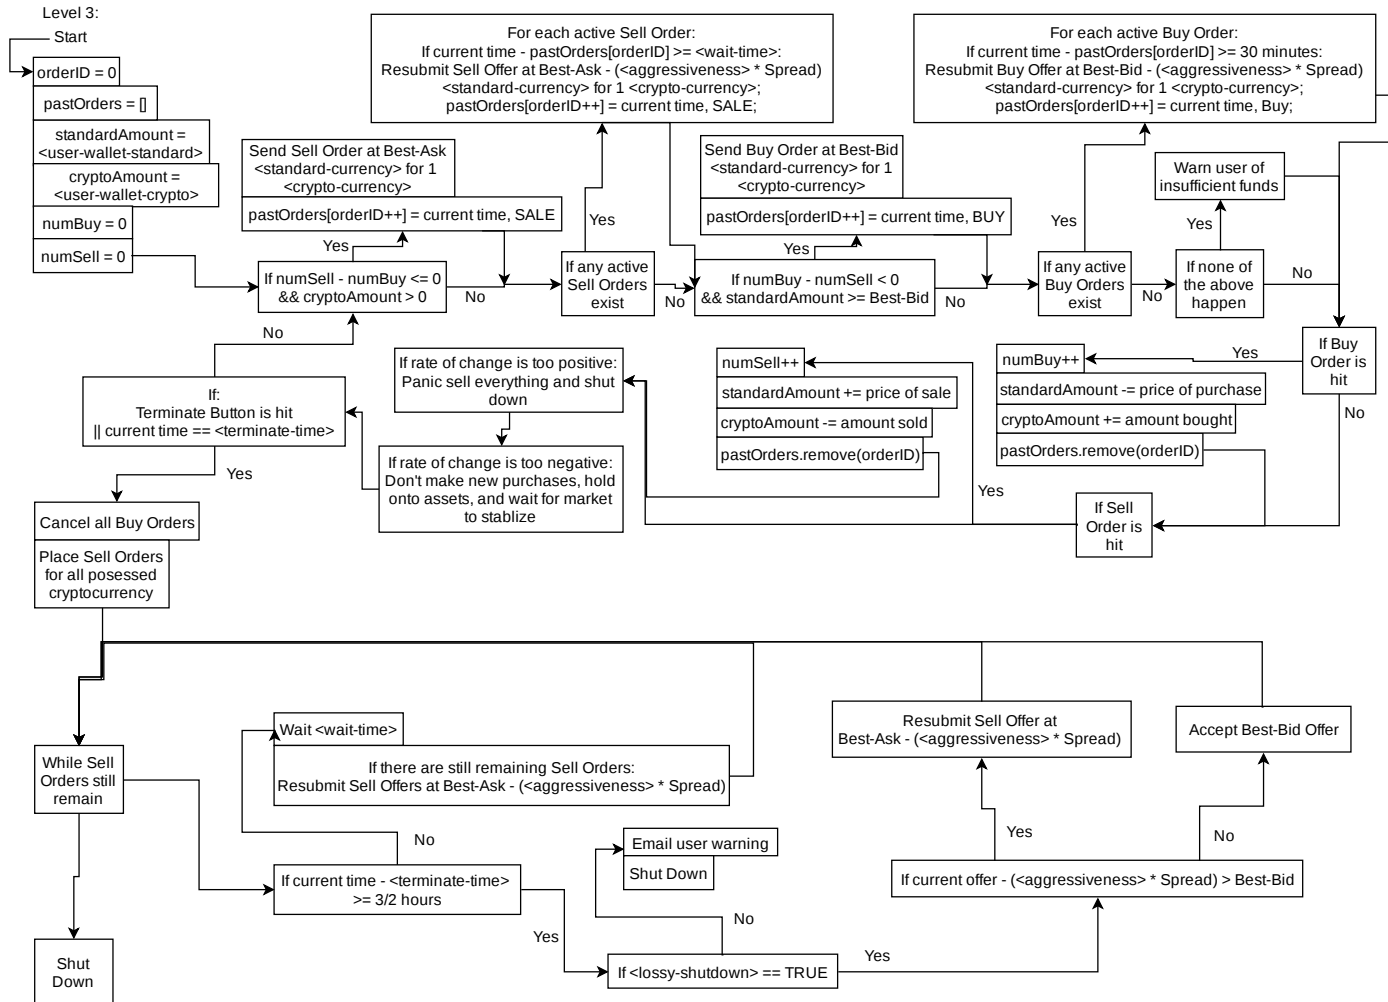 Level 3:
Start
orderID = 0
pastOrders = []
standardAmount =
<user-wallet-standard>
cryptoAmount =
<user-wallet-crypto>
numBuy = 0
numSell = 0
Send Sell Order at Best-Ask
<standard-currency> for 1
<crypto-currency>
pastOrders[orderID++] = current time, SALE
Yes
If numSell - numBuy <= 0
&& cryptoAmount > 0
No
For each active Sell Order:
If current time - pastOrders[orderID] >= <wait-time>:
Resubmit Sell Offer at Best-Ask - (<aggressiveness> * Spread)
<standard-currency> for 1 <crypto-currency>;
pastOrders[orderID++] = current time, SALE;
Yes
If any active
Sell Orders
exist
No
Send Buy Order at Best-Bid
<standard-currency> for 1
<crypto-currency>
pastOrders[orderID++] = current time, BUY
Yes
If numBuy - numSell < 0
&& standardAmount >= Best-Bid
No
For each active Buy Order:
If current time - pastOrders[orderID] >= 30 minutes:
Resubmit Buy Offer at Best-Bid - (<aggressiveness> * Spread)
<standard-currency> for 1 <crypto-currency>;
pastOrders[orderID++] = current time, Buy;
Yes
If any active
Buy Orders
exist
No
Warn user of
insufficient funds
Yes
If none of
the above
happen
No
If Buy
Order is
hit
Yes
No
numBuy++
standardAmount -= price of purchase
cryptoAmount += amount bought
pastOrders.remove(orderID)
If Sell
Order is
hit
Yes
numSell++
standardAmount += price of sale
cryptoAmount -= amount sold
pastOrders.remove(orderID)
If rate of change is too positive:
Panic sell everything and shut
down
If rate of change is too negative:
Don't make new purchases, hold
onto assets, and wait for market
to stablize
No
If:
Terminate Button is hit
|| current time == <terminate-time>
Yes
Cancel all Buy Orders
Place Sell Orders
for all posessed
cryptocurrency
While Sell
Orders still
remain
Shut
Down
Wait <wait-time>
If there are still remaining Sell Orders:
Resubmit Sell Offers at Best-Ask - (<aggressiveness> * Spread)
No
If current time - <terminate-time>
>= 3/2 hours
Yes
Email user warning
Shut Down
No
If <lossy-shutdown> == TRUE
Yes
Resubmit Sell Offer at
Best-Ask - (<aggressiveness> * Spread)
Accept Best-Bid Offer
Yes
No
If current offer - (<aggressiveness> * Spread) > Best-Bid